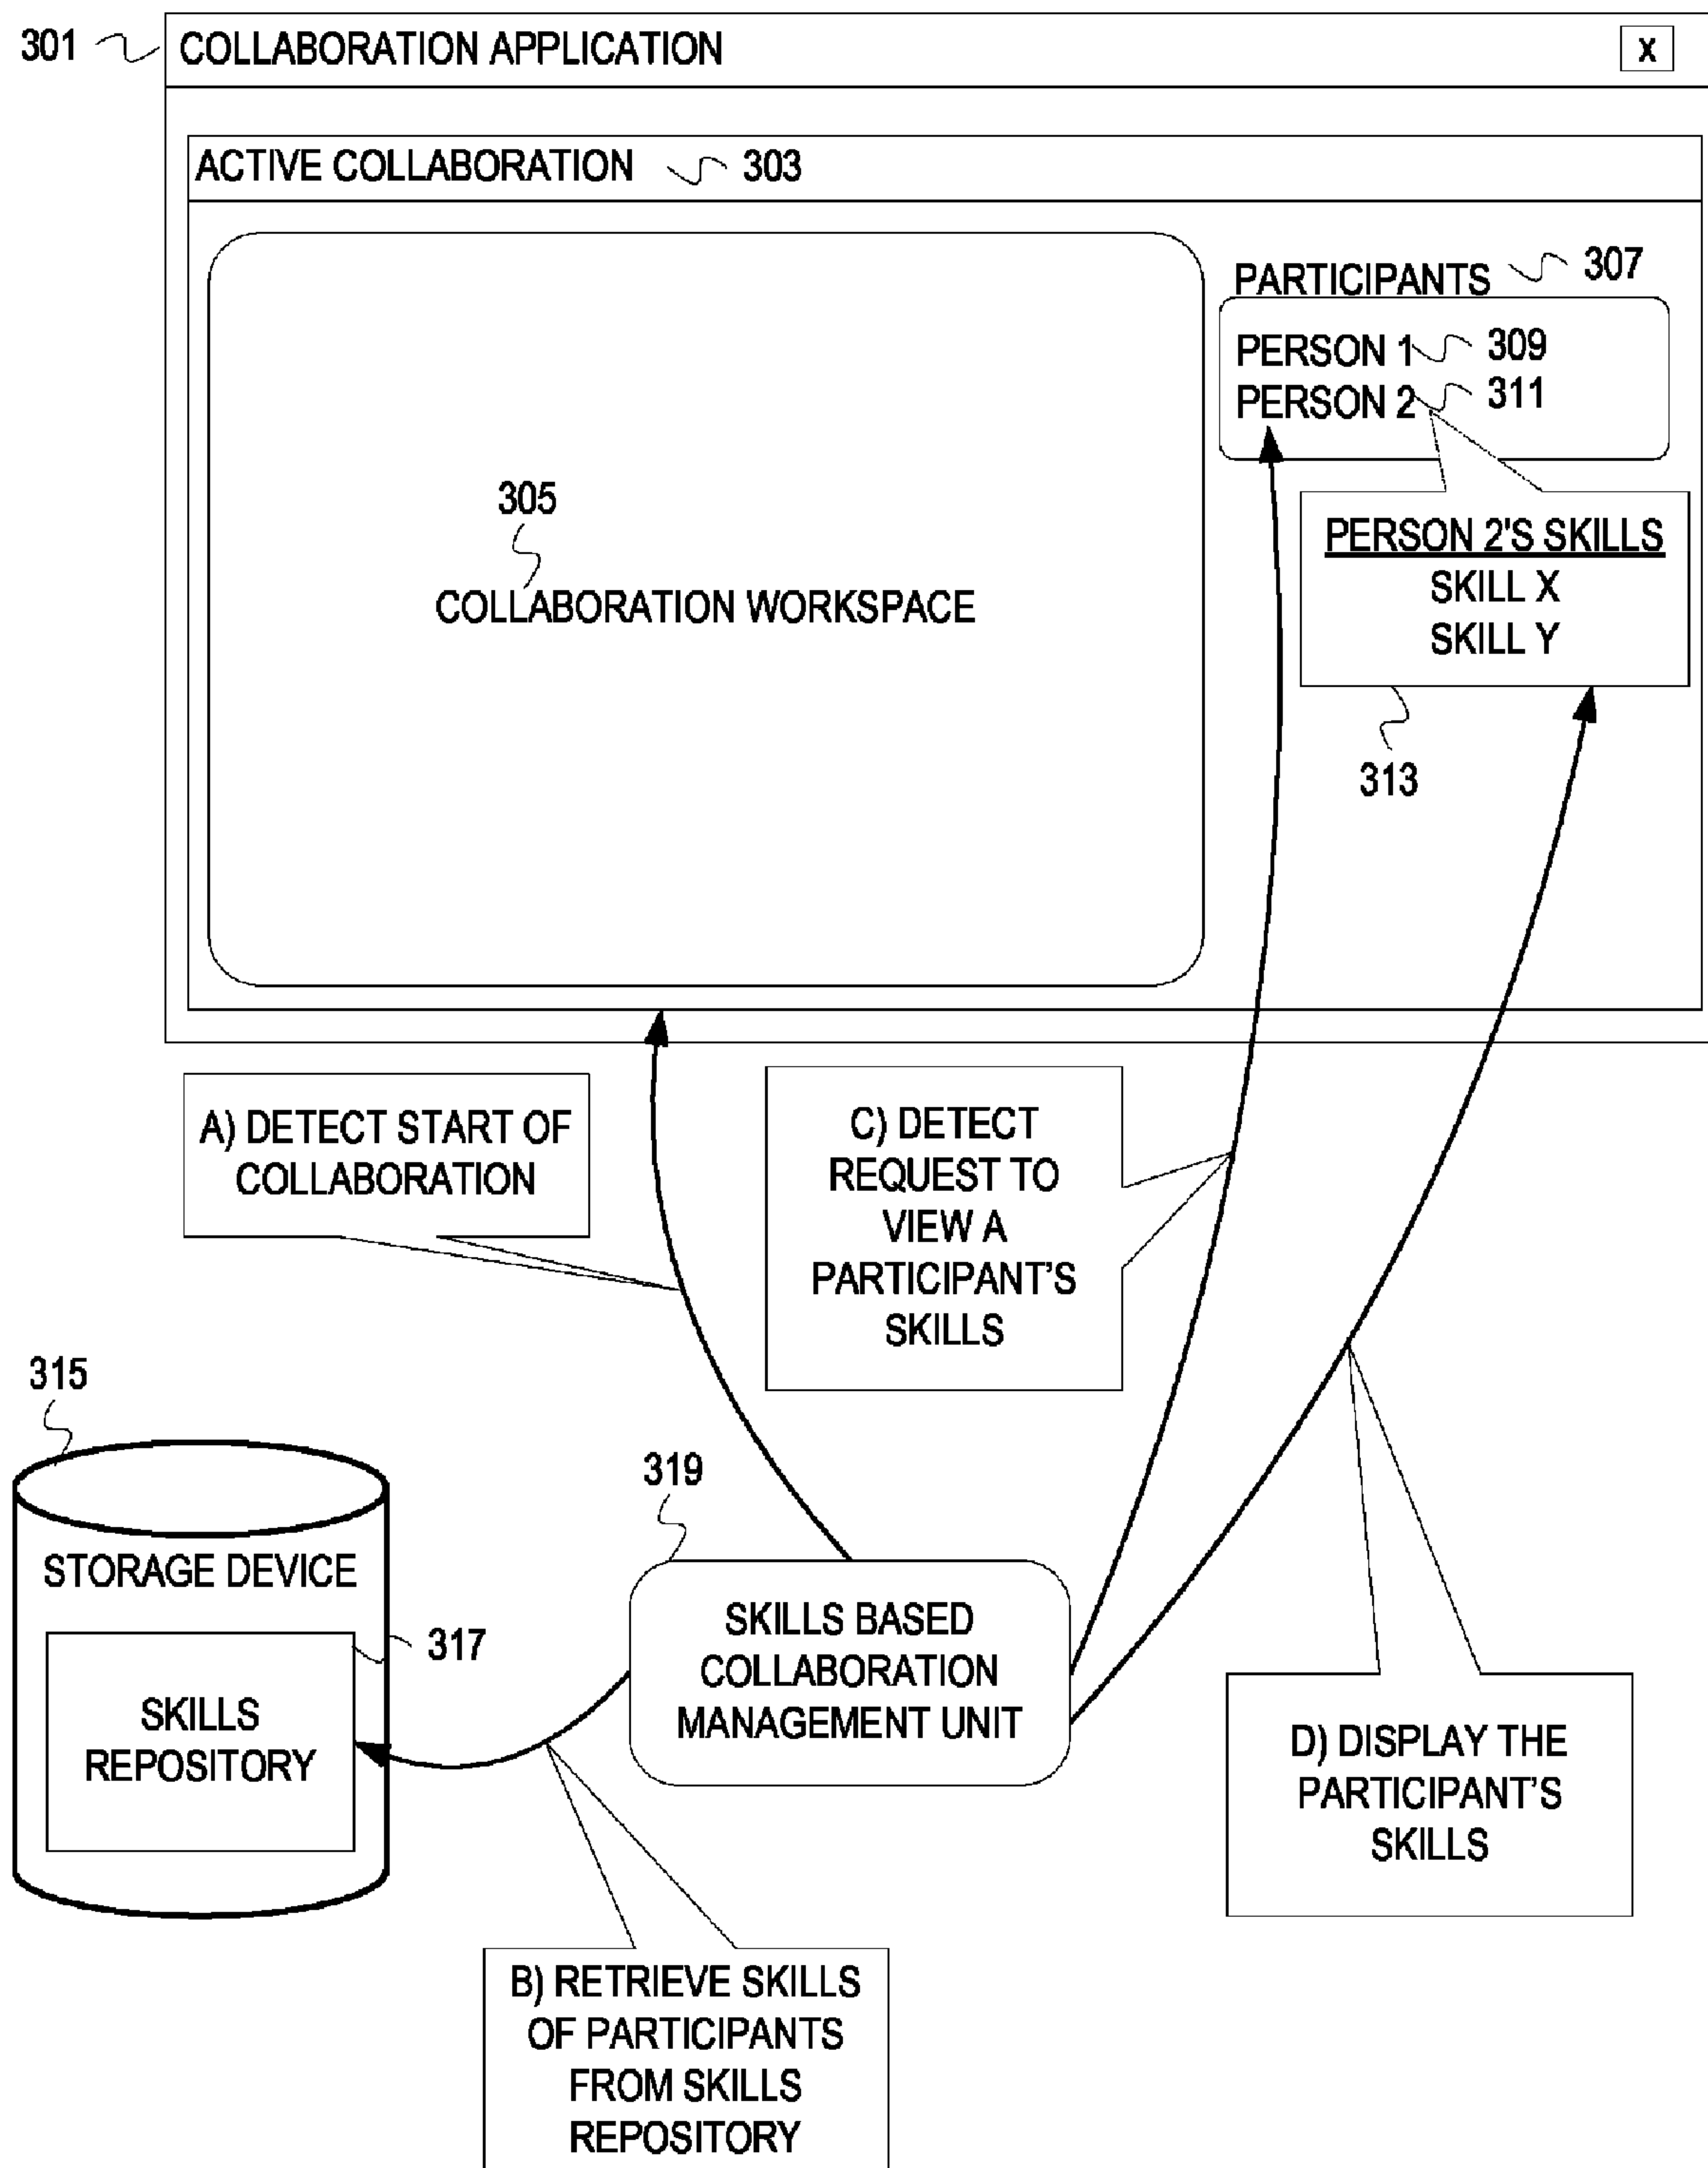 301 COLLABORATION APPLICATION X
ACTIVE COLLABORATION 303
PARTICIPANTS 307
PERSON 1 309
PERSON 2 311
305
COLLABORATION WORKSPACE
PERSON 2'S SKILLS
SKILL X
SKILL Y
313
A) DETECT START OF
COLLABORATION
C) DETECT
REQUEST TO
VIEW A
PARTICIPANT'S
SKILLS
315
STORAGE DEVICE
317
SKILLS
REPOSITORY
319
SKILLS BASED
COLLABORATION
MANAGEMENT UNIT
D) DISPLAY THE
PARTICIPANT'S
SKILLS
B) RETRIEVE SKILLS
OF PARTICIPANTS
FROM SKILLS
REPOSITORY